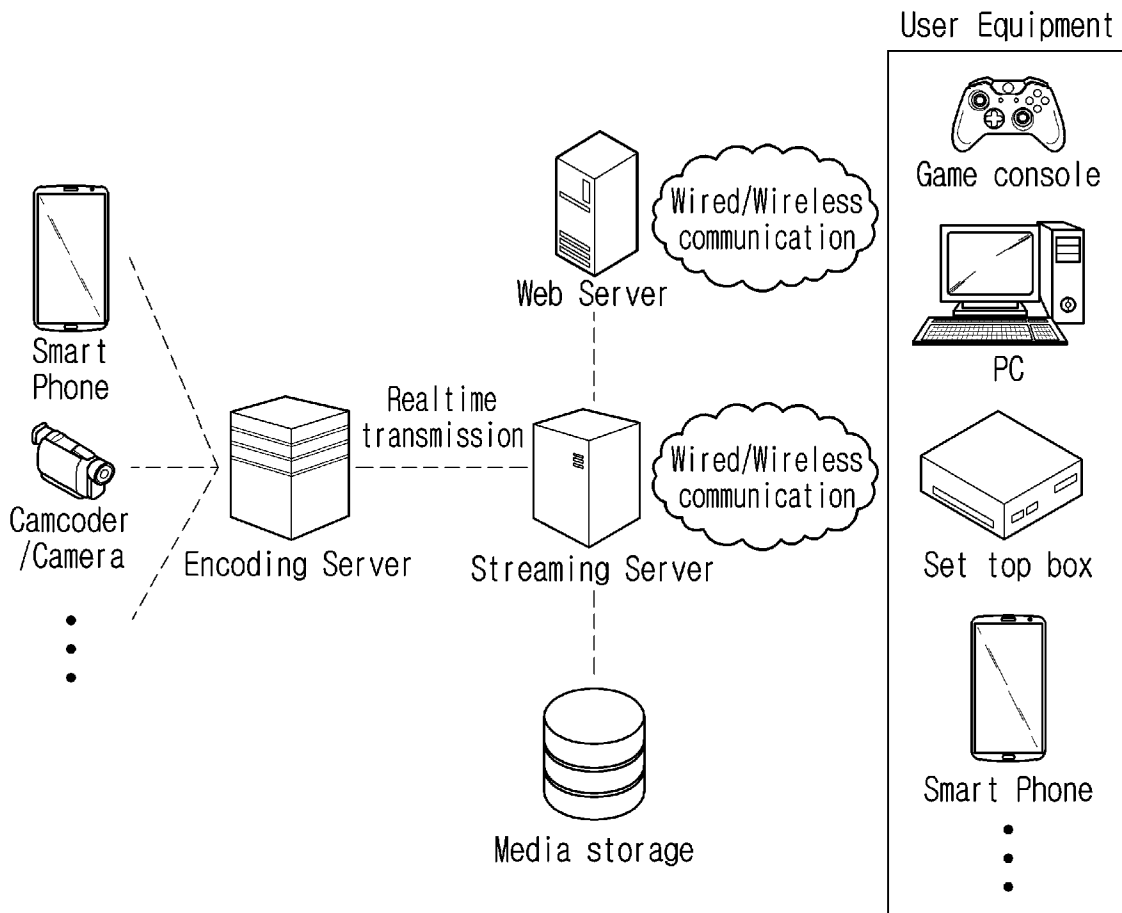 User Equipment
Game console
Wired/Wireless
communication
Web Server
Smart
Phone
PC
Realtime
transmission
Wired/Wireless
communication
Camcoder
/Camera
Encoding Server
Streaming Server
Set top box
Smart Phone
Media storage